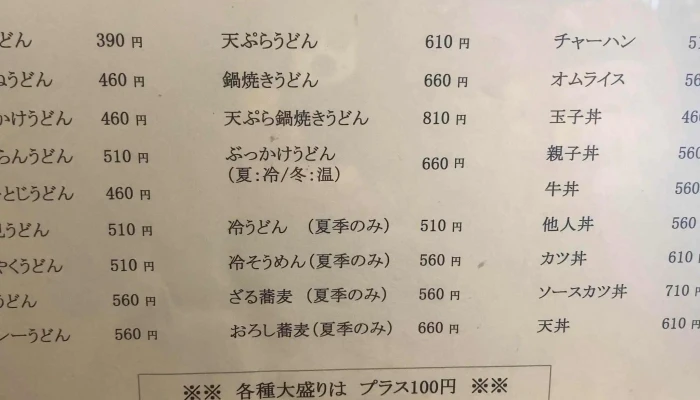 どん 390 円
うどん 460 円
かけうどん 460 円
らんうどん 510 円
とじうどん 460 円
うどん 510 円
やくうどん 510 円
うどん 560 円
レーうどん 560 円
天ぷらうどん 610 円
鍋焼きうどん 660 円
天ぷら鍋焼きうどん 810 円
ぶっかけうどん 660 円
(夏:冷/冬:温)
冷うどん (夏季のみ) 510 円
冷そうめん(夏季のみ) 560 円
ざる蕎麦 (夏季のみ) 560 円
おろし蕎麦(夏季のみ) 660 円
チャーハン
オムライス
玉子丼 460
親子丼 560
牛丼 560
他人丼 560
カツ丼 610 円
ソースカツ丼 710 円
天丼 610 円
※※ 各種大盛りは プラス100円 ※※